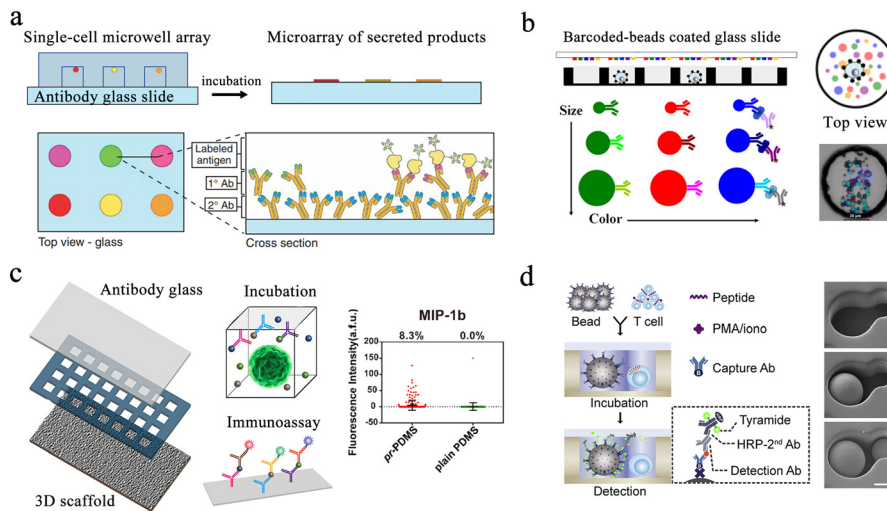 a
Single-cell microwell array
Microarray of secreted products
incubation
Antibody glass slide
Labeled
antigen
1° Ab
2° Ab
Top view - glass
Cross section
b
Barcoded-beads coated glass slide
Size
Color
Top view
20 μm
c
Antibody glass
3D scaffold
Incubation
Immunoassay
MIP-1b
8.3%
0.0%
Fluorescence Intensity(a.f.u.)
200
150
100
50
0
-50
pr-PDMS
plain PDMS
d
Bead
T cell
Incubation
Detection
Peptide
PMA/iono
Capture Ab
Tyramide
HRP-2nd Ab
Detection Ab